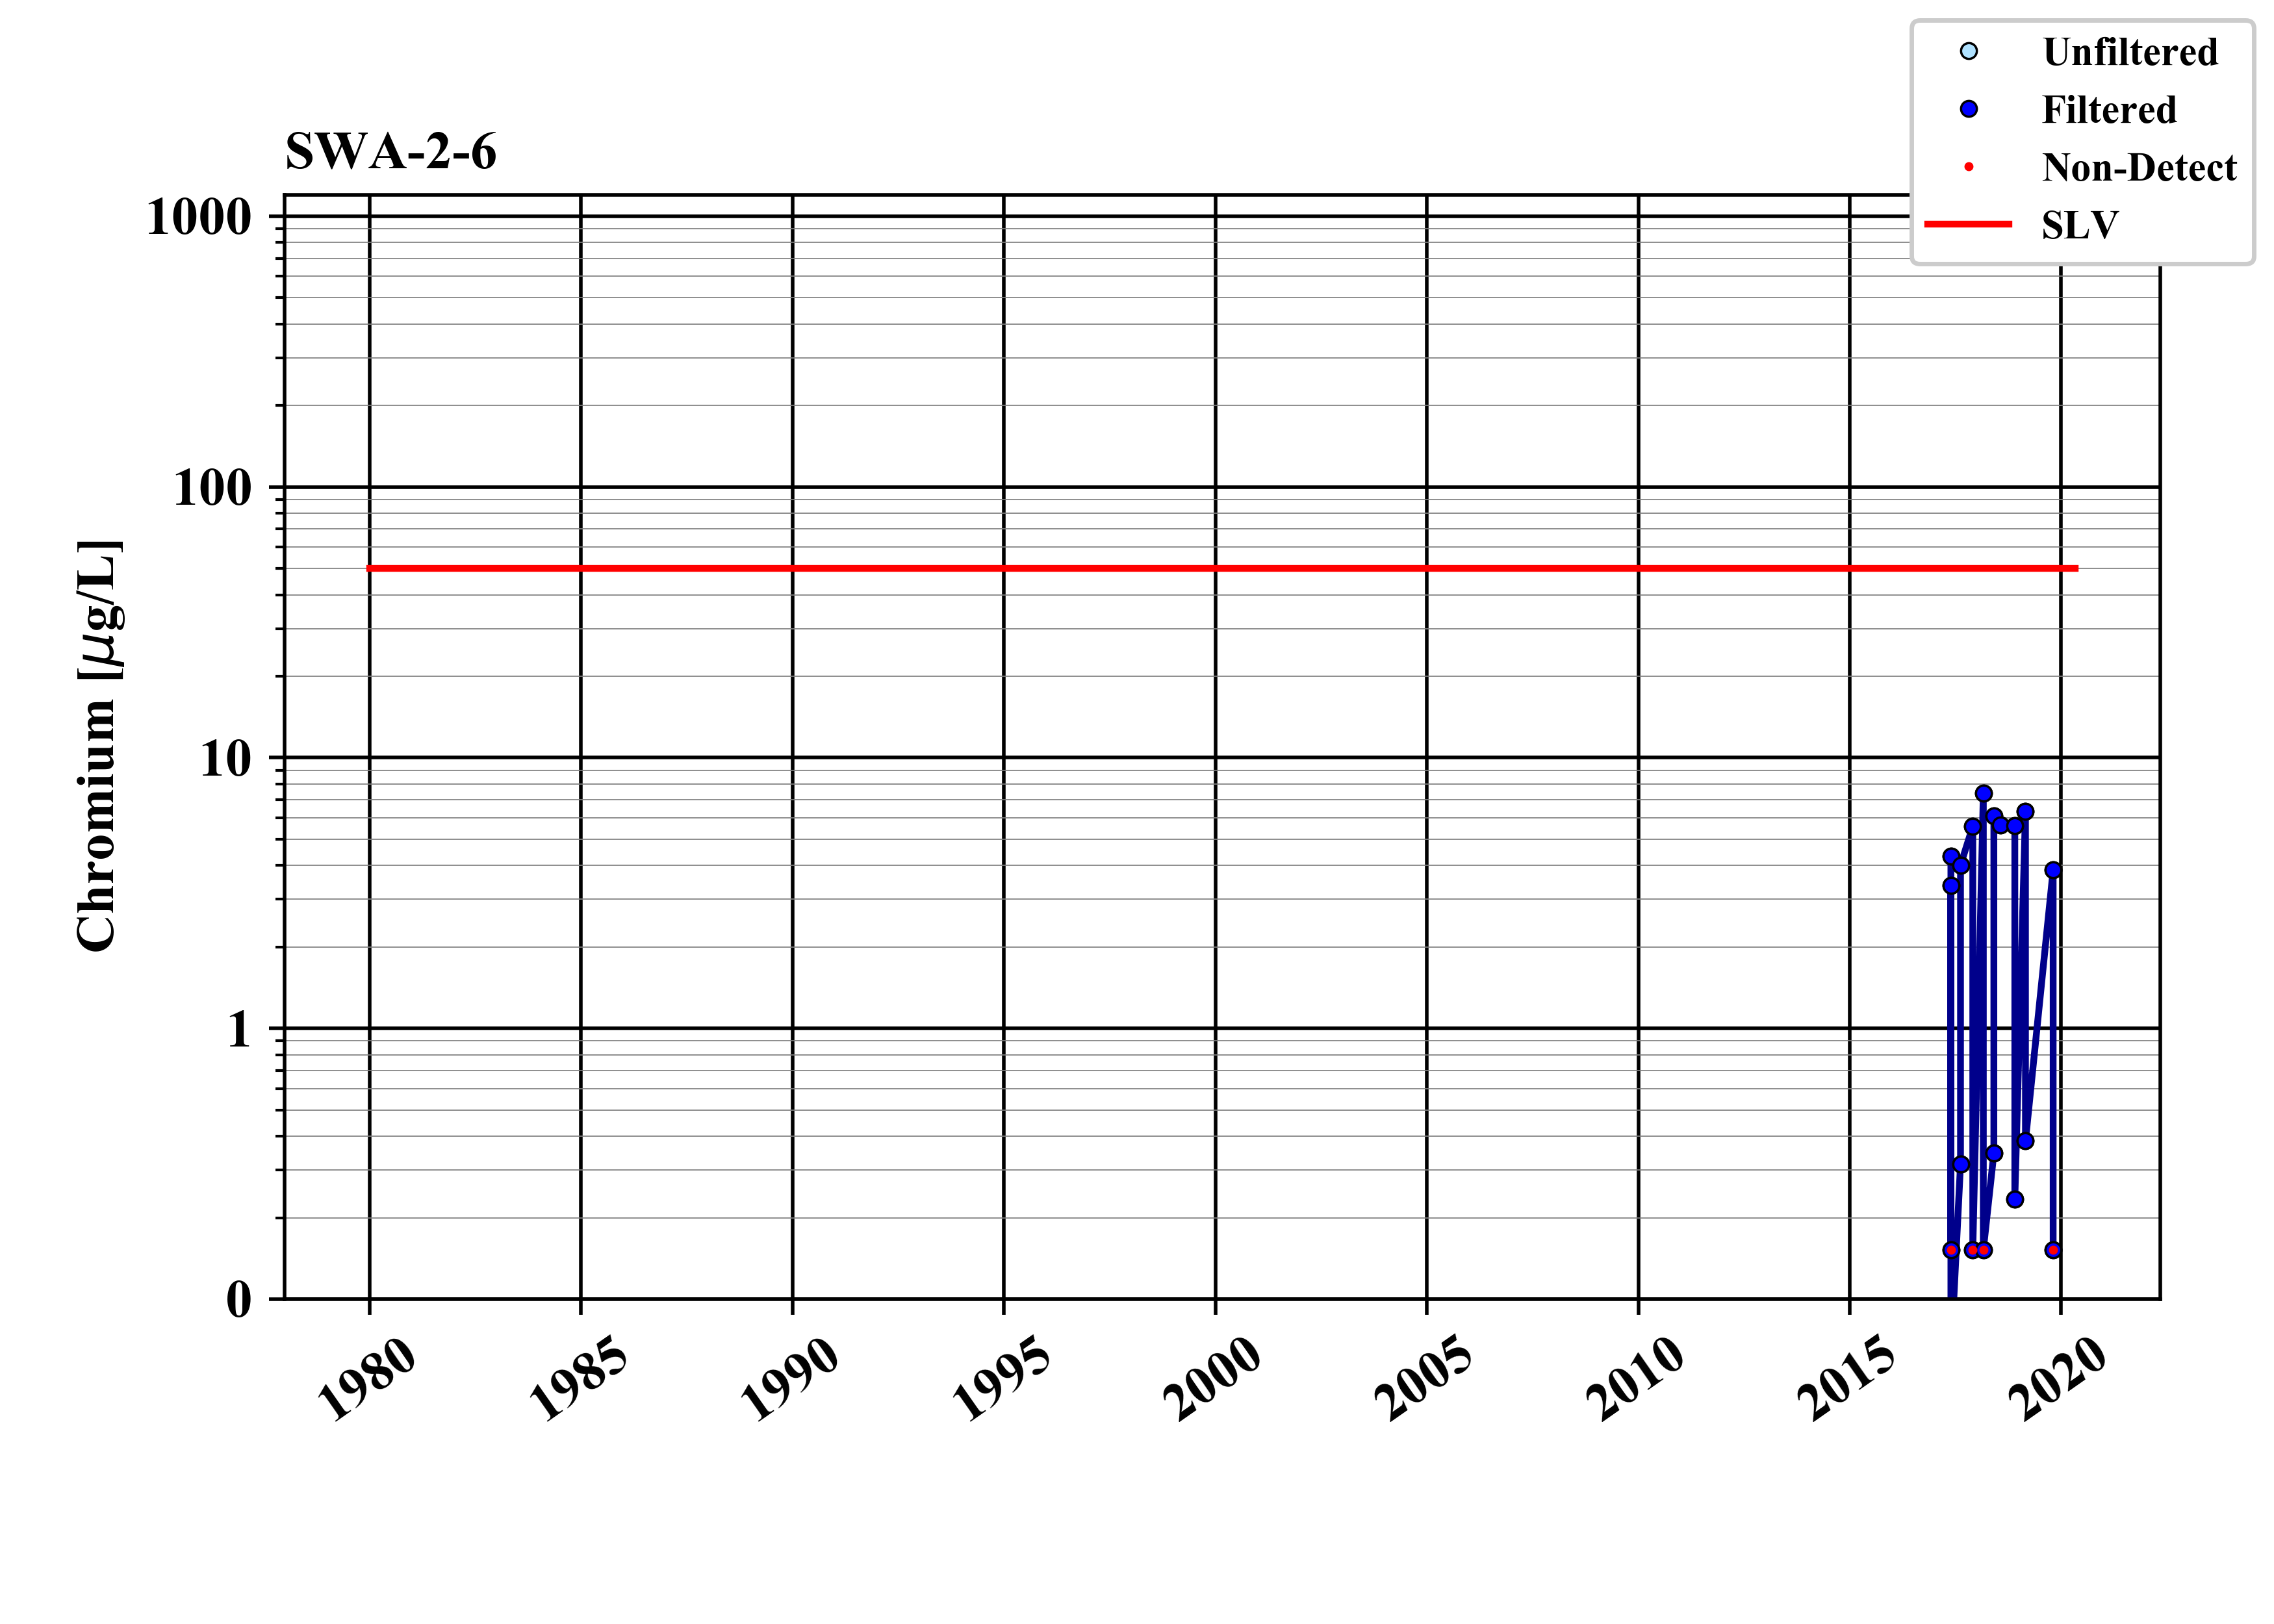 Unfiltered
Filtered
Non-Detect
SLV
SWA-2-6
Chromium [μg/L]
1000
100
10
1
0
1980
1985
1990
1995
2000
2005
2010
2015
2020